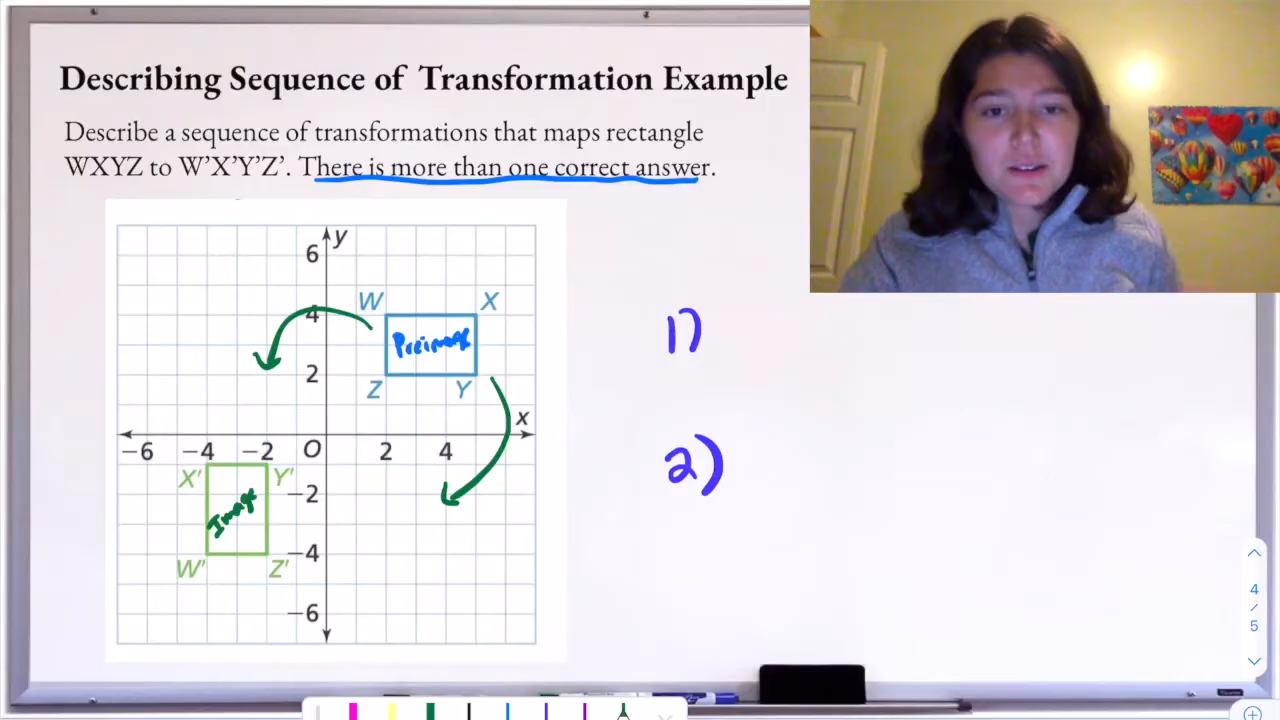 Describing Sequence of Transformation Example
Describe a sequence of transformations that maps rectangle
WXYZ to W’X’Y’Z’. There is more than one correct answer.
6 y
W X
4
Preimage
2
Z Y
x
−6 −4 −2 O 2 4
X' Y'
−2
Image
−4
W' Z'
−6
1)
2)
4
/
5